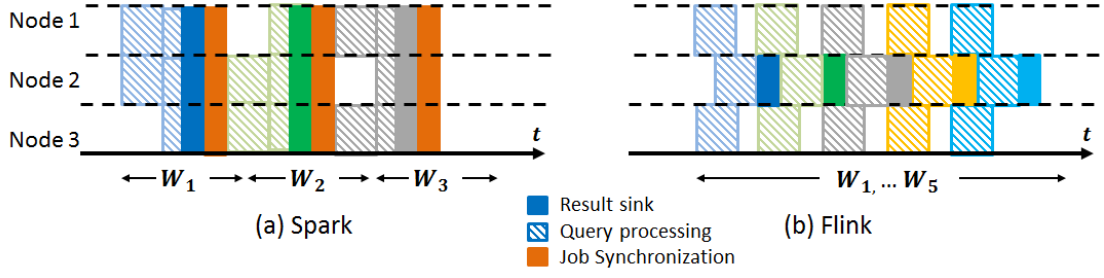 Node 1
Node 2
Node 3
t
t
W1
W2
W3
W1, ... W5
(a) Spark
(b) Flink
Result sink
Query processing
Job Synchronization